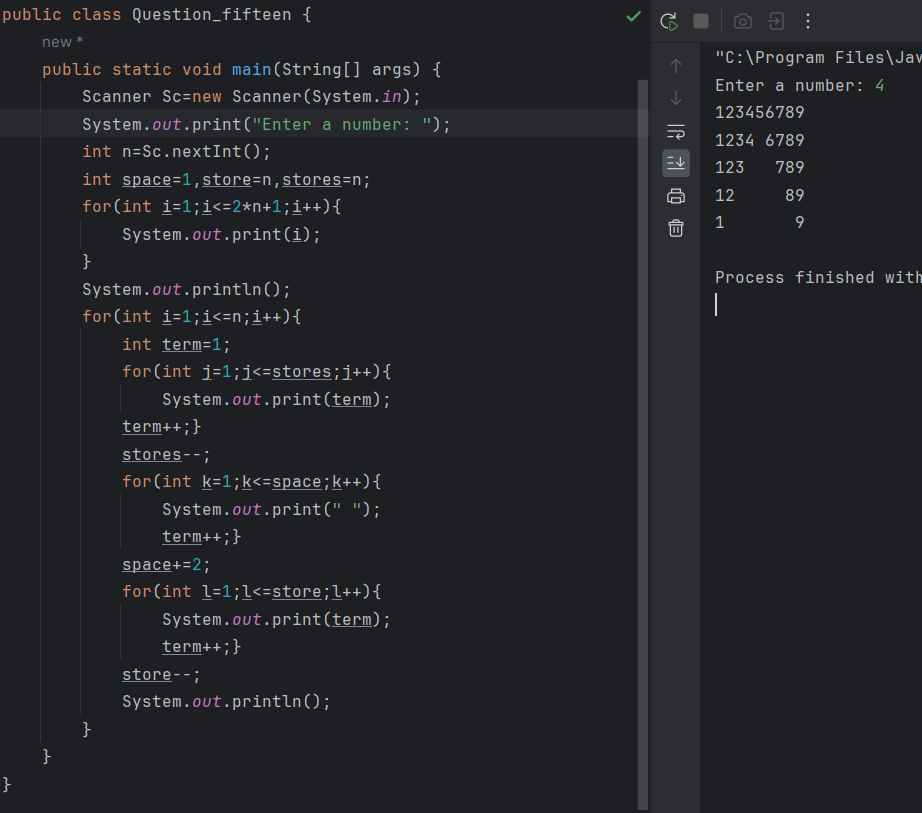 public class Question_fifteen {
new *
    public static void main(String[] args) {
        Scanner Sc=new Scanner(System.in);
        System.out.print("Enter a number: ");
        int n=Sc.nextInt();
        int space=1,store=n,stores=n;
        for(int i=1;i<=2*n+1;i++){
            System.out.print(i);
        }
        System.out.println();
        for(int i=1;i<=n;i++){
            int term=1;
            for(int j=1;j<=stores;j++){
                System.out.print(term);
            term++;}
            stores--;
            for(int k=1;k<=space;k++){
                System.out.print(" ");
                term++;}
            space+=2;
            for(int l=1;l<=store;l++){
                System.out.print(term);
                term++;}
            store--;
            System.out.println();
        }
    }
}
"C:\Program Files\Jav
Enter a number: 4
123456789
1234 6789
123   789
12     89
1       9
Process finished with